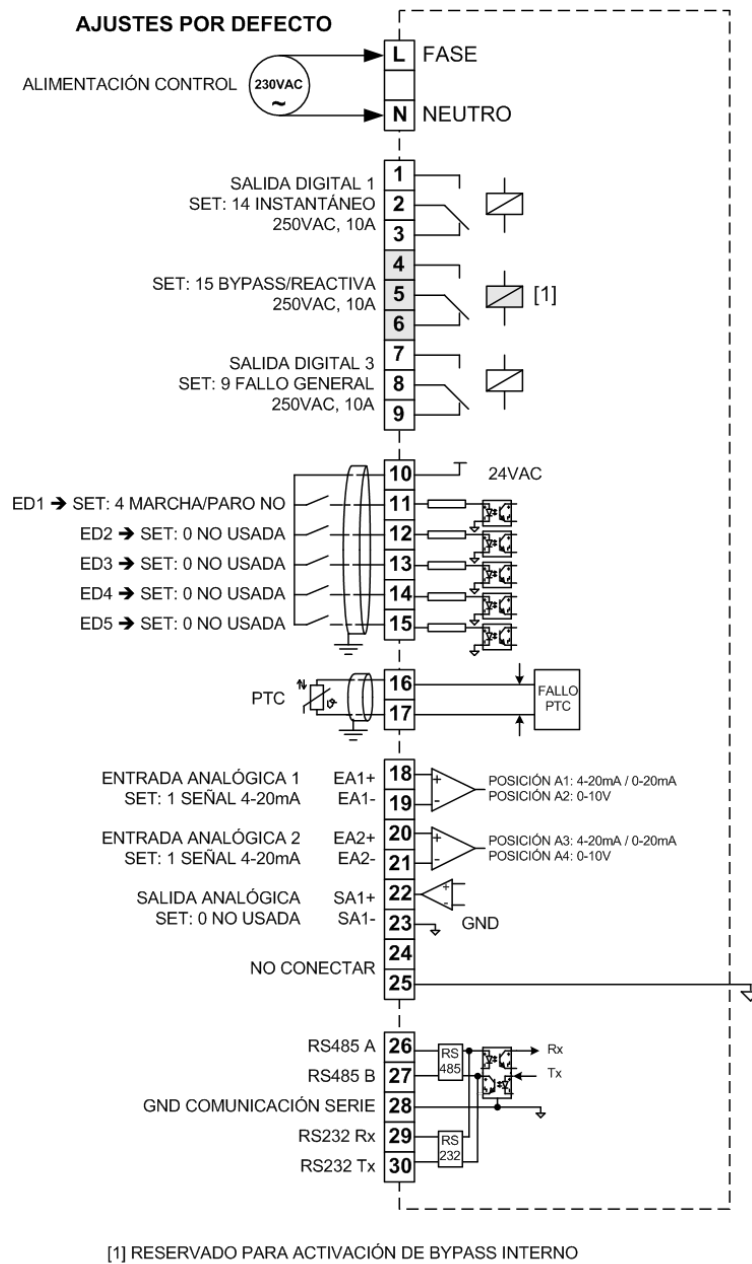 AJUSTES POR DEFECTO
L FASE
ALIMENTACIÓN CONTROL 230VAC
~
N NEUTRO
1
SALIDA DIGITAL 1
SET: 14 INSTANTÁNEO 2
250VAC, 10A 3
4
SET: 15 BYPASS/REACTIVA 5 [1]
250VAC, 10A 6
7
SALIDA DIGITAL 3
SET: 9 FALLO GENERAL 8
250VAC, 10A 9
10 24VAC
ED1 ➔ SET: 4 MARCHA/PARO NO 11
ED2 ➔ SET: 0 NO USADA 12
ED3 ➔ SET: 0 NO USADA 13
ED4 ➔ SET: 0 NO USADA 14
ED5 ➔ SET: 0 NO USADA 15
16
PTC
17
FALLO
PTC
ENTRADA ANALÓGICA 1 EA1+ 18 + POSICIÓN A1: 4-20mA / 0-20mA
SET: 1 SEÑAL 4-20mA EA1- 19 - POSICIÓN A2: 0-10V
ENTRADA ANALÓGICA 2 EA2+ 20 + POSICIÓN A3: 4-20mA / 0-20mA
SET: 1 SEÑAL 4-20mA EA2- 21 - POSICIÓN A4: 0-10V
SALIDA ANALÓGICA SA1+ 22 + -
SET: 0 NO USADA SA1- 23 GND
24
NO CONECTAR
25
RS485 A 26 RS Rx
RS485 B 27 485 Tx
GND COMUNICACIÓN SERIE 28
RS232 Rx 29 RS
RS232 Tx 30 232
[1] RESERVADO PARA ACTIVACIÓN DE BYPASS INTERNO